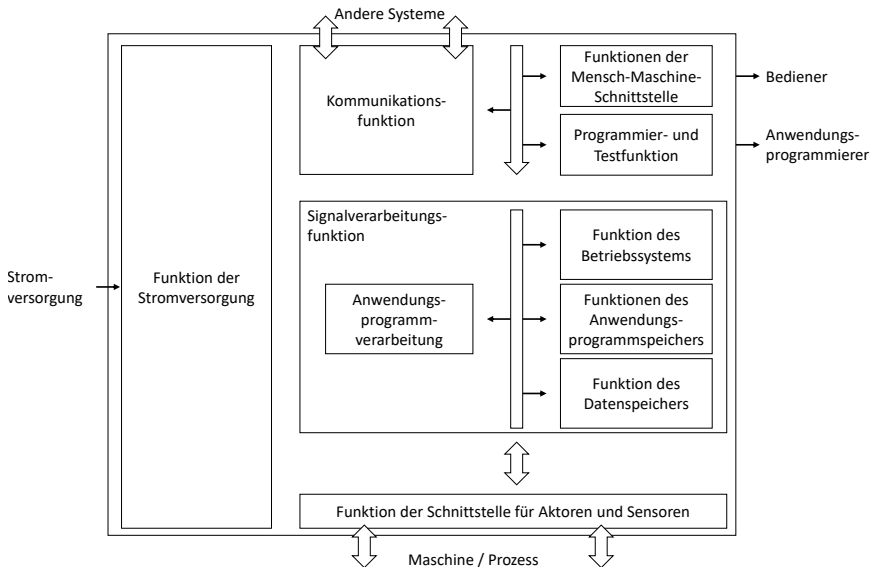 Andere Systeme
Kommunikations-
funktion
Funktionen der
Mensch-Maschine-
Schnittstelle
Bediener
Programmier- und
Testfunktion
Anwendungs-
programmierer
Signalverarbeitungs-
funktion
Funktion des
Betriebssystems
Strom-
versorgung
Funktion der
Stromversorgung
Anwendungs-
programm-
verarbeitung
Funktionen des
Anwendungs-
programmspeichers
Funktion des
Datenspeichers
Funktion der Schnittstelle für Aktoren und Sensoren
Maschine / Prozess